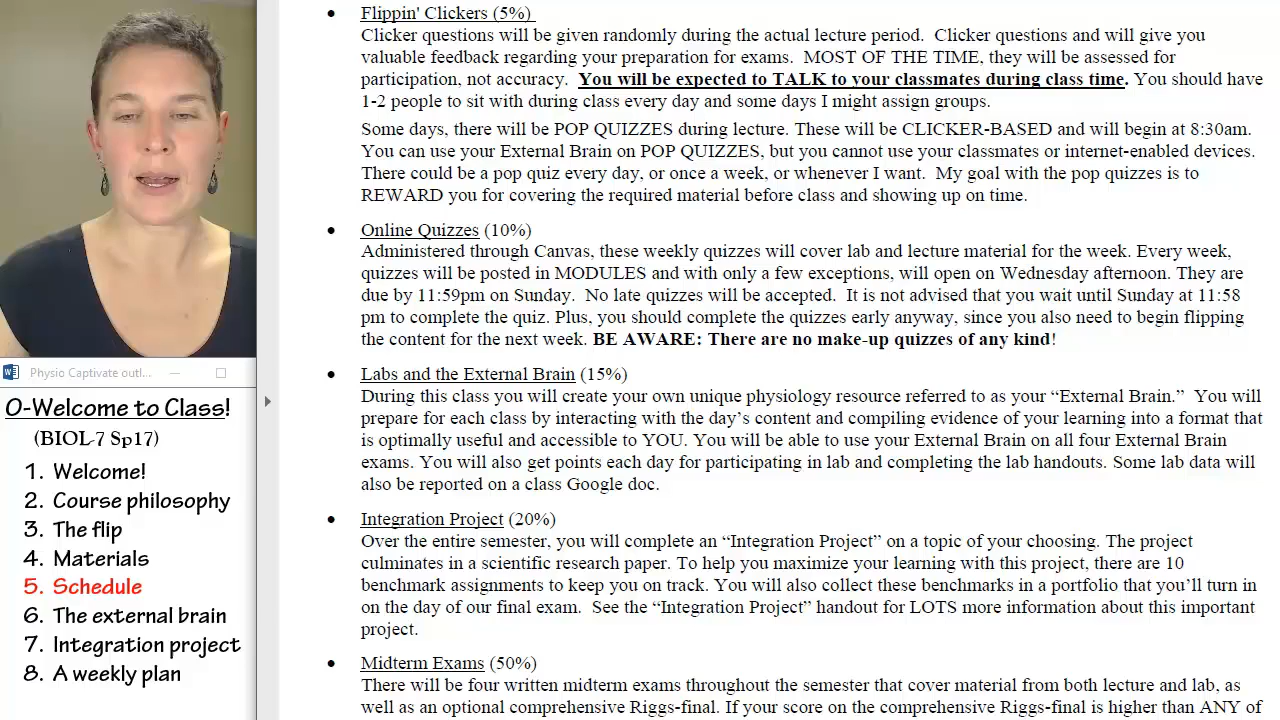 • Flippin' Clickers (5%)
Clicker questions will be given randomly during the actual lecture period. Clicker questions and will give you
valuable feedback regarding your preparation for exams. MOST OF THE TIME, they will be assessed for
participation, not accuracy. You will be expected to TALK to your classmates during class time. You should have
1-2 people to sit with during class every day and some days I might assign groups.
Some days, there will be POP QUIZZES during lecture. These will be CLICKER-BASED and will begin at 8:30am.
You can use your External Brain on POP QUIZZES, but you cannot use your classmates or internet-enabled devices.
There could be a pop quiz every day, or once a week, or whenever I want. My goal with the pop quizzes is to
REWARD you for covering the required material before class and showing up on time.
• Online Quizzes (10%)
Administered through Canvas, these weekly quizzes will cover lab and lecture material for the week. Every week,
quizzes will be posted in MODULES and with only a few exceptions, will open on Wednesday afternoon. They are
due by 11:59pm on Sunday. No late quizzes will be accepted. It is not advised that you wait until Sunday at 11:58
pm to complete the quiz. Plus, you should complete the quizzes early anyway, since you also need to begin flipping
the content for the next week. BE AWARE: There are no make-up quizzes of any kind!
• Labs and the External Brain (15%)
During this class you will create your own unique physiology resource referred to as your “External Brain.” You will
prepare for each class by interacting with the day’s content and compiling evidence of your learning into a format that
is optimally useful and accessible to YOU. You will be able to use your External Brain on all four External Brain
exams. You will also get points each day for participating in lab and completing the lab handouts. Some lab data will
also be reported on a class Google doc.
• Integration Project (20%)
Over the entire semester, you will complete an “Integration Project” on a topic of your choosing. The project
culminates in a scientific research paper. To help you maximize your learning with this project, there are 10
benchmark assignments to keep you on track. You will also collect these benchmarks in a portfolio that you’ll turn in
on the day of our final exam. See the “Integration Project” handout for LOTS more information about this important
project.
• Midterm Exams (50%)
There will be four written midterm exams throughout the semester that cover material from both lecture and lab, as
well as an optional comprehensive Riggs-final. If your score on the comprehensive Riggs-final is higher than ANY of
Physio Captivate outl...
0-Welcome to Class!
(BIOL-7 Sp17)
1. Welcome!
2. Course philosophy
3. The flip
4. Materials
5. Schedule
6. The external brain
7. Integration project
8. A weekly plan